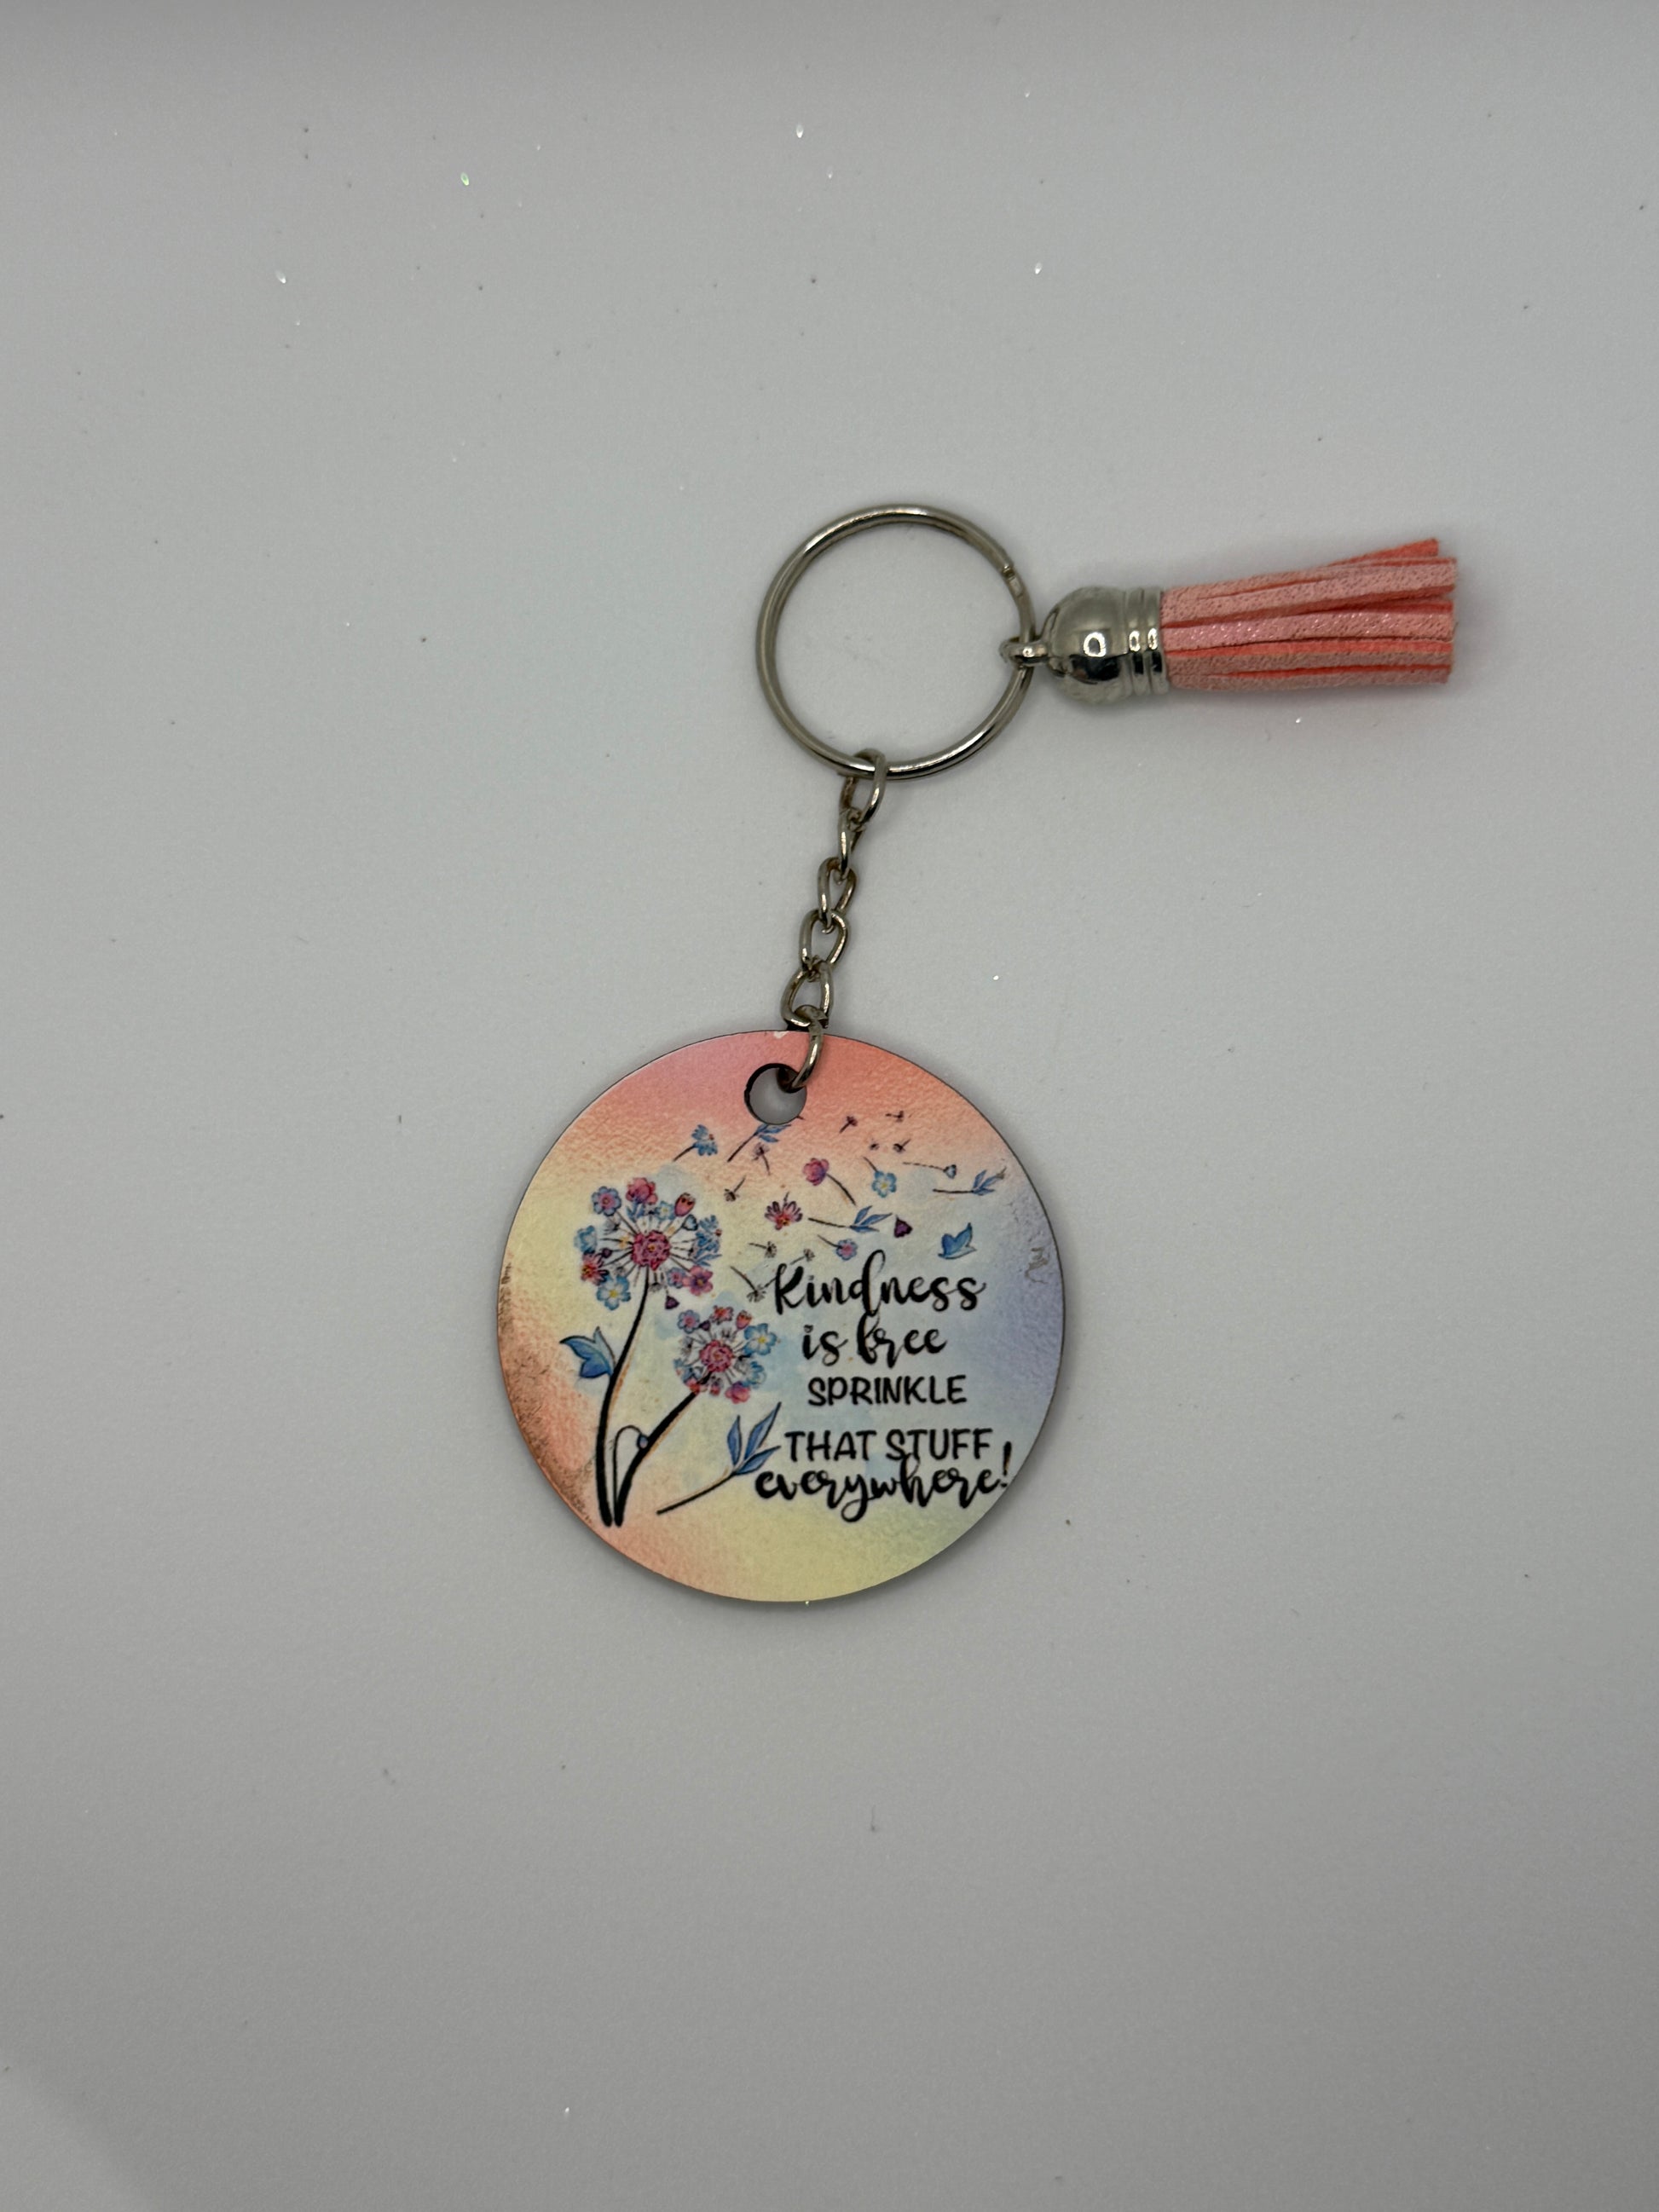 Kindness
is free
SPRINKLE
THAT STUFF
everywhere!